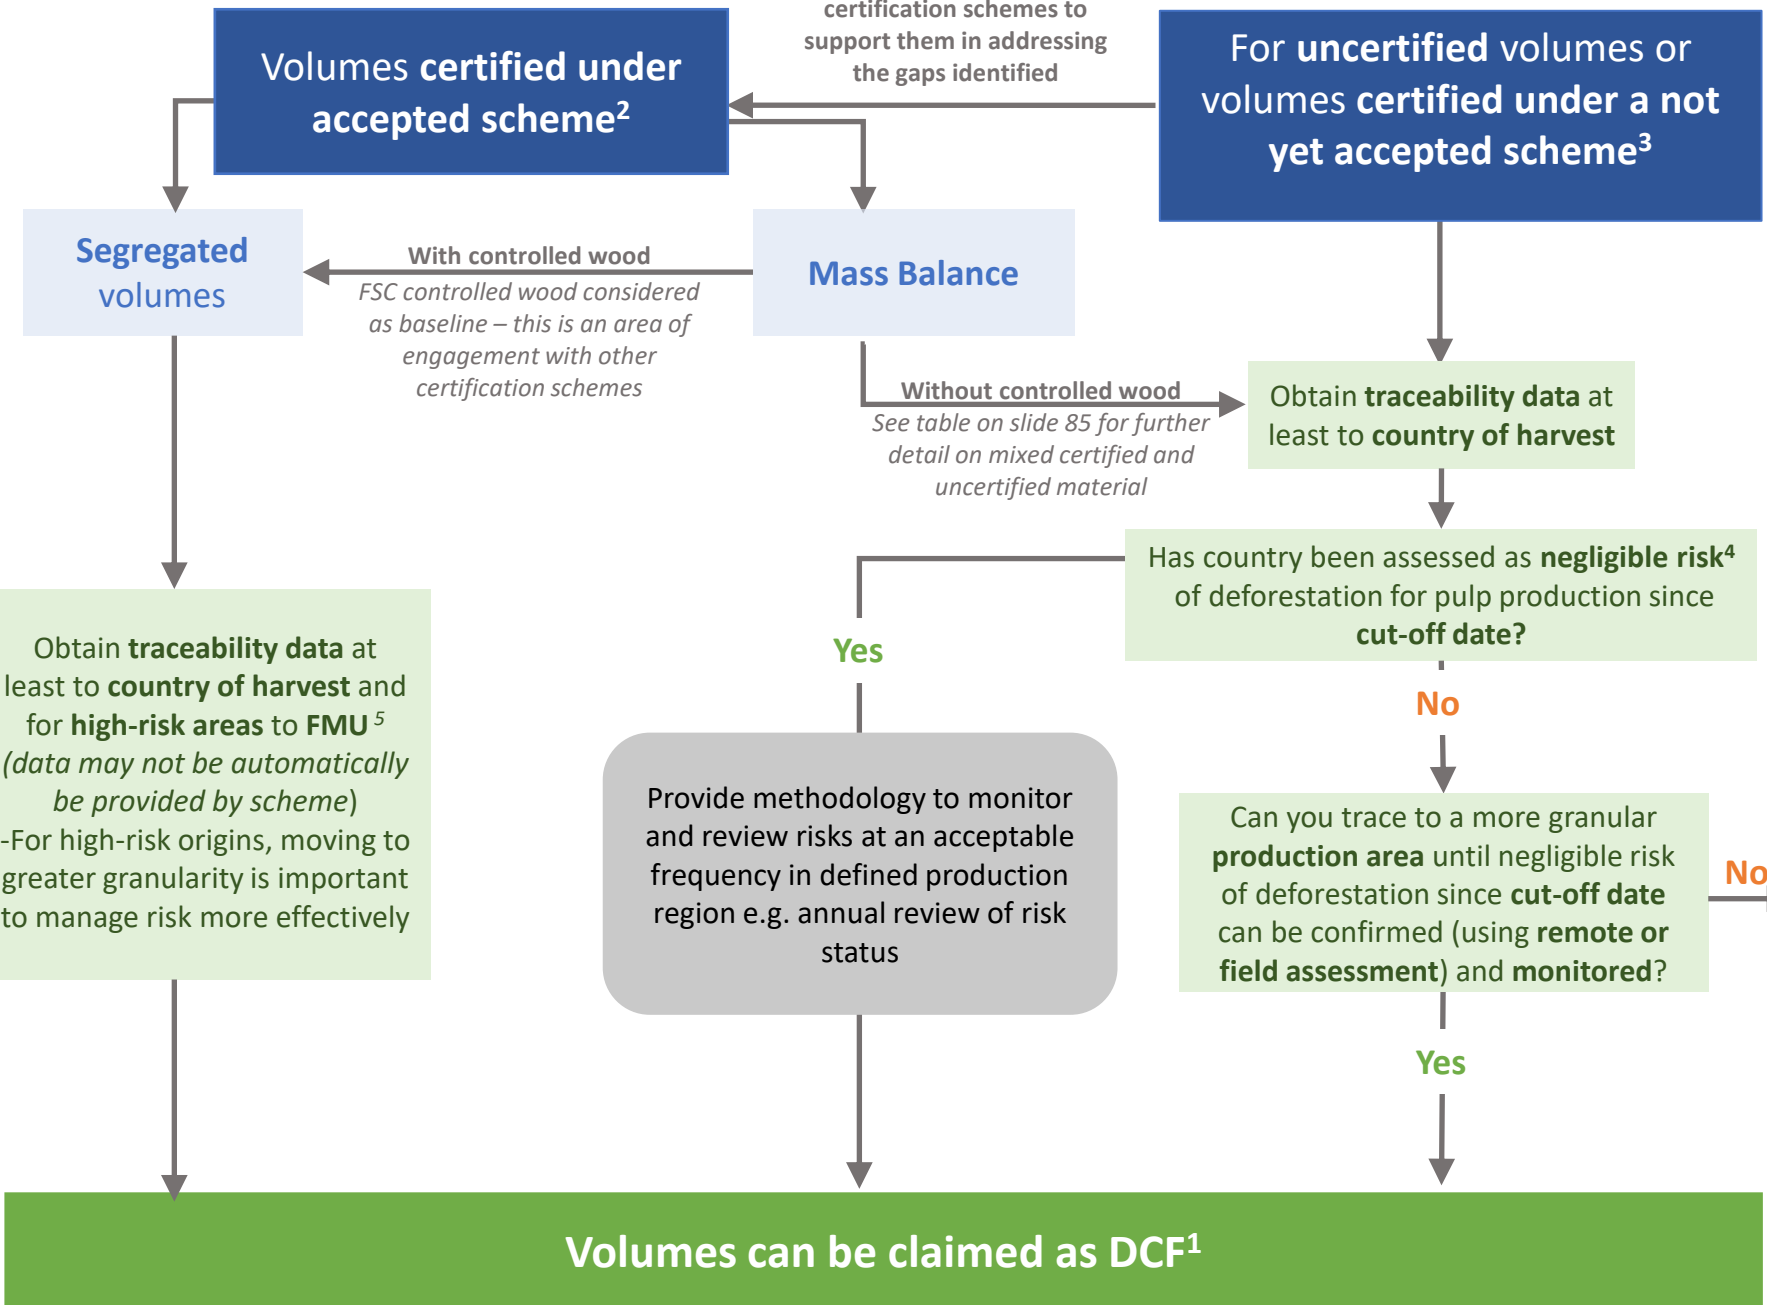 certification schemes to
support them in addressing
the gaps identified
Volumes certified under
accepted scheme²
For uncertified volumes or
volumes certified under a not
yet accepted scheme³
Segregated
volumes
With controlled wood
FSC controlled wood considered
as baseline – this is an area of
engagement with other
certification schemes
Mass Balance
Without controlled wood
See table on slide 85 for further
detail on mixed certified and
uncertified material
Obtain traceability data at
least to country of harvest
Has country been assessed as negligible risk⁴
of deforestation for pulp production since
cut-off date?
Yes
No
Obtain traceability data at
least to country of harvest and
for high-risk areas to FMU ⁵
(data may not be automatically
be provided by scheme)
-For high-risk origins, moving to
greater granularity is important
to manage risk more effectively
Provide methodology to monitor
and review risks at an acceptable
frequency in defined production
region e.g. annual review of risk
status
Can you trace to a more granular
production area until negligible risk
of deforestation since cut-off date
can be confirmed (using remote or
field assessment) and monitored?
No
Yes
Volumes can be claimed as DCF¹